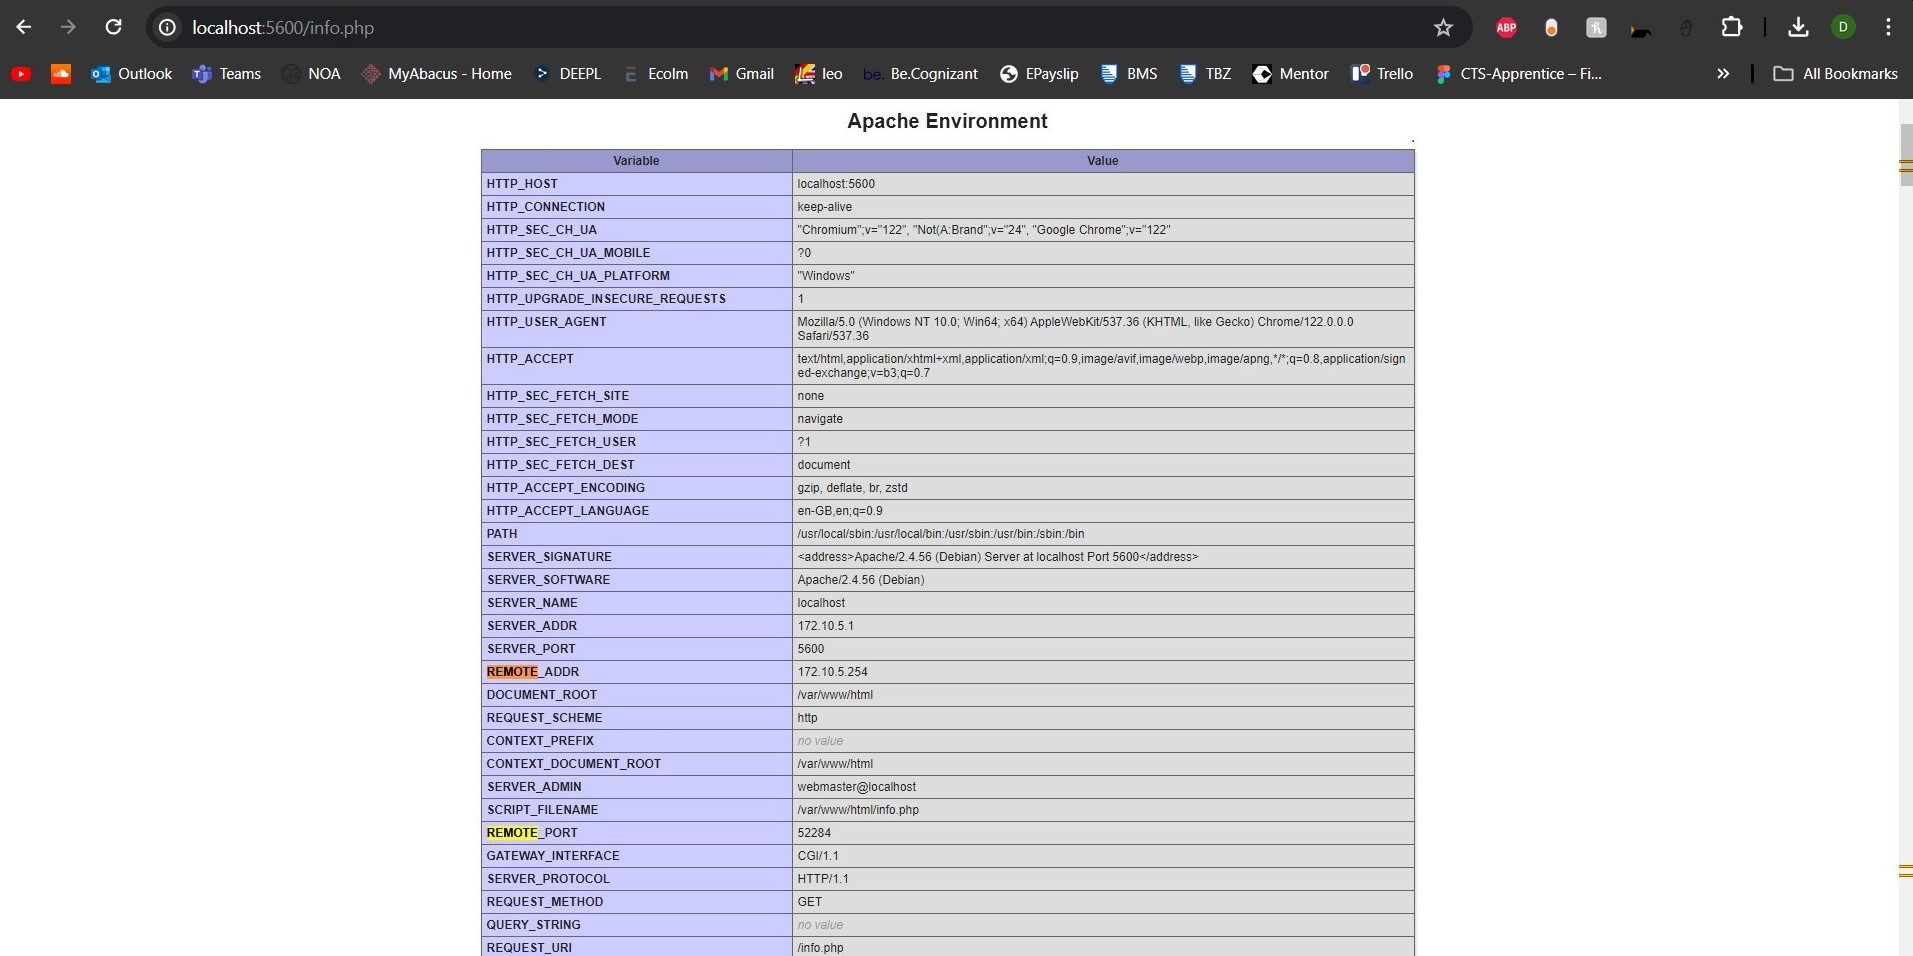 localhost:5600/info.php
ABP
D
Outlook
Teams
NOA
MyAbacus - Home
DEEPL
Ecolm
Gmail
leo
be. Be.Cognizant
EPayslip
BMS
TBZ
Mentor
Trello
CTS-Apprentice – Fi...
»
All Bookmarks
Apache Environment
Variable Value
HTTP_HOST localhost:5600
HTTP_CONNECTION keep-alive
HTTP_SEC_CH_UA "Chromium";v="122", "Not(A:Brand";v="24", "Google Chrome";v="122"
HTTP_SEC_CH_UA_MOBILE ?0
HTTP_SEC_CH_UA_PLATFORM "Windows"
HTTP_UPGRADE_INSECURE_REQUESTS 1
HTTP_USER_AGENT Mozilla/5.0 (Windows NT 10.0; Win64; x64) AppleWebKit/537.36 (KHTML, like Gecko) Chrome/122.0.0.0
Safari/537.36
HTTP_ACCEPT text/html,application/xhtml+xml,application/xml;q=0.9,image/avif,image/webp,image/apng,*/*;q=0.8,application/sign
ed-exchange;v=b3;q=0.7
HTTP_SEC_FETCH_SITE none
HTTP_SEC_FETCH_MODE navigate
HTTP_SEC_FETCH_USER ?1
HTTP_SEC_FETCH_DEST document
HTTP_ACCEPT_ENCODING gzip, deflate, br, zstd
HTTP_ACCEPT_LANGUAGE en-GB,en;q=0.9
PATH /usr/local/sbin:/usr/local/bin:/usr/sbin:/usr/bin:/sbin:/bin
SERVER_SIGNATURE <address>Apache/2.4.56 (Debian) Server at localhost Port 5600</address>
SERVER_SOFTWARE Apache/2.4.56 (Debian)
SERVER_NAME localhost
SERVER_ADDR 172.10.5.1
SERVER_PORT 5600
REMOTE_ADDR 172.10.5.254
DOCUMENT_ROOT /var/www/html
REQUEST_SCHEME http
CONTEXT_PREFIX no value
CONTEXT_DOCUMENT_ROOT /var/www/html
SERVER_ADMIN webmaster@localhost
SCRIPT_FILENAME /var/www/html/info.php
REMOTE_PORT 52284
GATEWAY_INTERFACE CGI/1.1
SERVER_PROTOCOL HTTP/1.1
REQUEST_METHOD GET
QUERY_STRING no value
REQUEST_URI /info.php